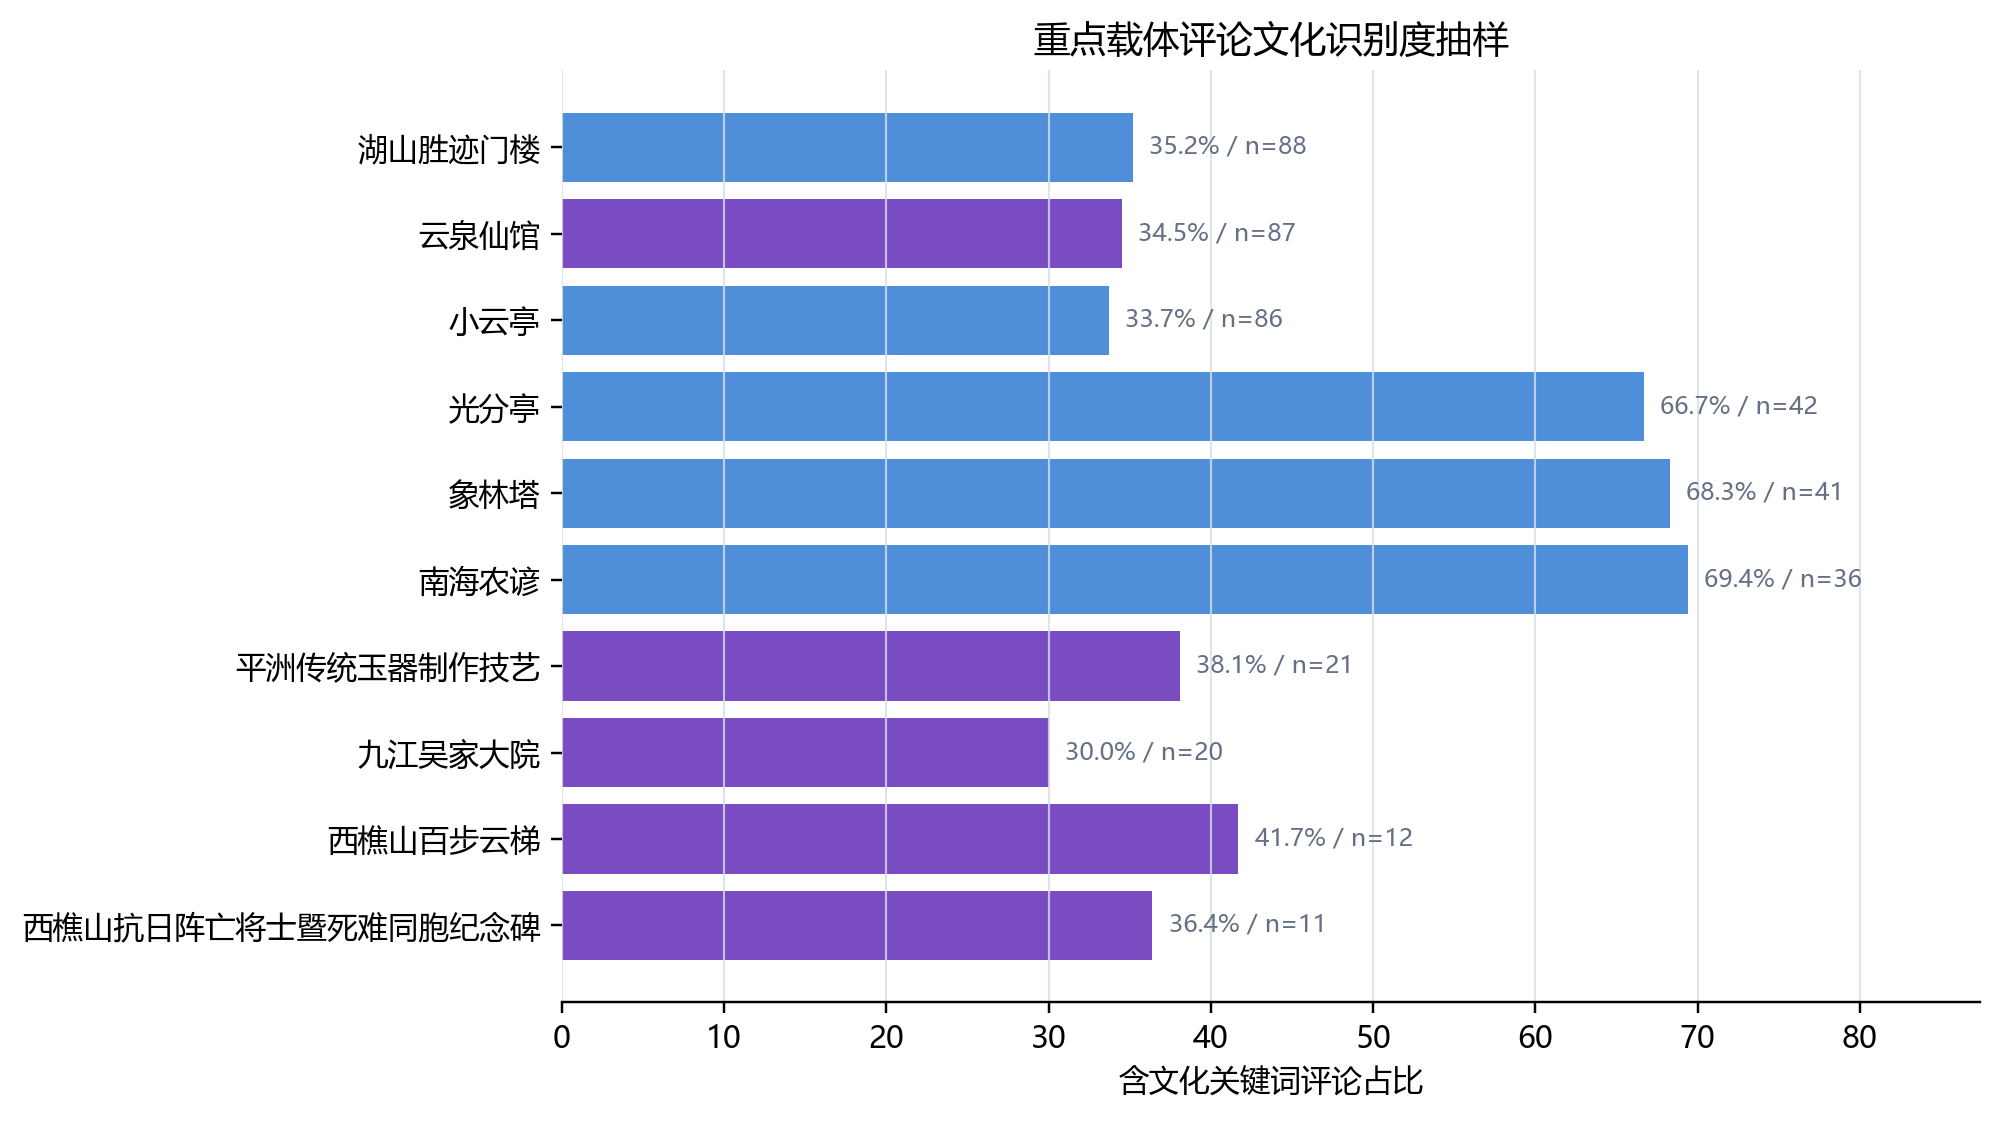 重点载体评论文化识别度抽样
湖山胜迹门楼
35.2% / n=88
云泉仙馆
34.5% / n=87
小云亭
33.7% / n=86
光分亭
66.7% / n=42
象林塔
68.3% / n=41
南海农谚
69.4% / n=36
平洲传统玉器制作技艺
38.1% / n=21
九江吴家大院
30.0% / n=20
西樵山百步云梯
41.7% / n=12
西樵山抗日阵亡将士暨死难同胞纪念碑
36.4% / n=11
0 10 20 30 40 50 60 70 80
含文化关键词评论占比